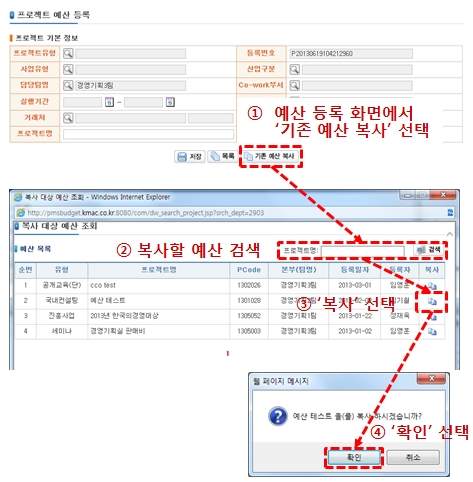 프로젝트 예산 등록
프로젝트 기본 정보
프로젝트유형 등록번호 P20130619104212960
사업유형 산업구분
담당팀명 경영기획3팀 Co-work부서
실행기간 ~
거래처
프로젝트명
① 예산 등록 화면에서
‘기존 예산 복사’ 선택
저장 목록 기존 예산 복사
복사 대상 예산 조회 - Windows Internet Explorer
http://pmsbudget.kmac.co.kr:8080/com/dw_search_project.jsp?srch_dept=2903
복사 대상 예산 조회
② 복사할 예산 검색
예산 목록 프로젝트명: 검색
순번 유형 프로젝트명 PCode 본부(팀명) 등록일자 등록자 복사
1 공개교육(단) cco test 1302026 경영기획3팀 2013-03-01 임영훈
2 국내컨설팅 예산 테스트 1301028 경영기획
③ ‘복사’ 선택
3 진흥사업 2013년 한국의경영대상 1305052 경영기획1팀 2013-01-22 정재욱
4 세미나 경영기획실 판매비 1305003 경영기획3팀 2013-01-02 임영훈
웹 페이지 메시지
예산 테스트 을(를) 복사 하시겠습니까?
④ ‘확인’ 선택
확인 취소